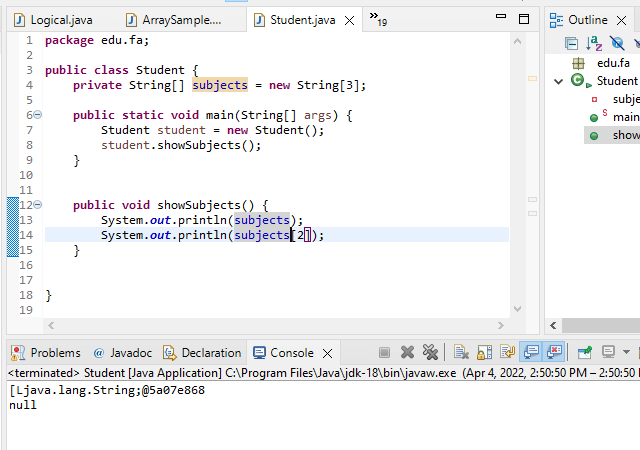 Logical.java ArraySample.... Student.java »19 Outline
1 package edu.fa;
2
3 public class Student {
4 private String[] subjects = new String[3];
5
6 public static void main(String[] args) {
7 Student student = new Student();
8 student.showSubjects();
9 }
10
11
12 public void showSubjects() {
13 System.out.println(subjects);
14 System.out.println(subjects[2]);
15 }
16
17
18 }
19
edu.fa
Student
subje
S main
show
Problems @ Javadoc Declaration Console
<terminated> Student [Java Application] C:\Program Files\Java\jdk-18\bin\javaw.exe (Apr 4, 2022, 2:50:50 PM – 2:50:50 P
[Ljava.lang.String;@5a07e868
null